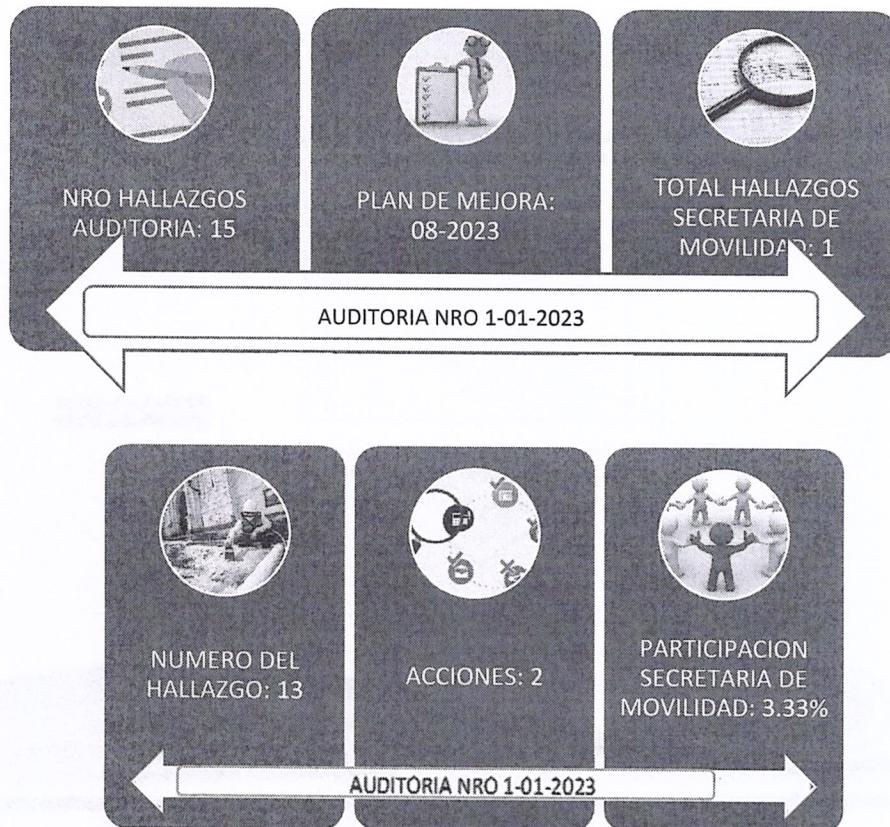 NRO HALLAZGOS
AUDITORIA: 15
PLAN DE MEJORA:
08-2023
TOTAL HALLAZGOS
SECRETARIA DE
MOVILIDAD: 1
AUDITORIA NRO 1-01-2023
NUMERO DEL
HALLAZGO: 13
ACCIONES: 2
PARTICIPACION
SECRETARIA DE
MOVILIDAD: 3.33%
AUDITORIA NRO 1-01-2023